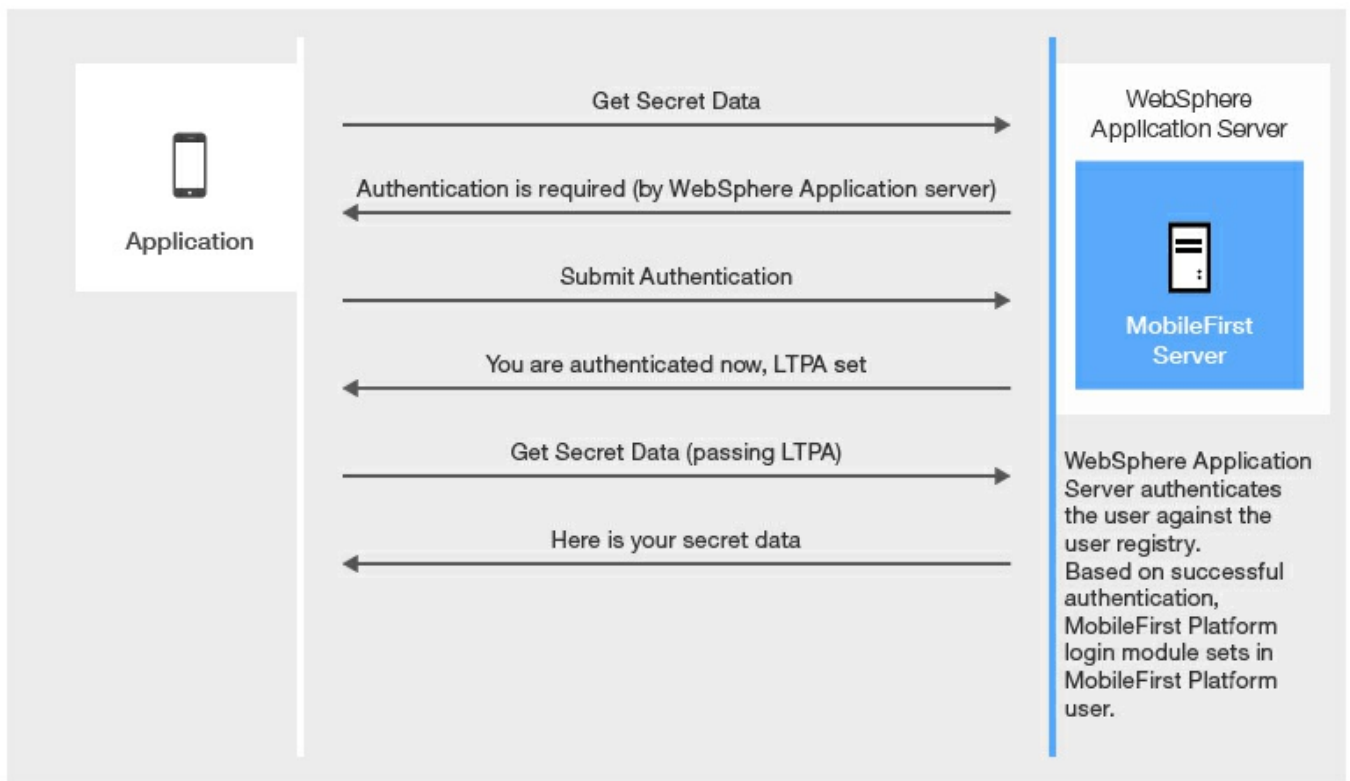 Application
Get Secret Data
Authentication is required (by WebSphere Application server)
Submit Authentication
You are authenticated now, LTPA set
Get Secret Data (passing LTPA)
Here is your secret data
WebSphere
Application Server
MobileFirst
Server
WebSphere Application
Server authenticates
the user against the
user registry.
Based on successful
authentication,
MobileFirst Platform
login module sets in
MobileFirst Platform
user.